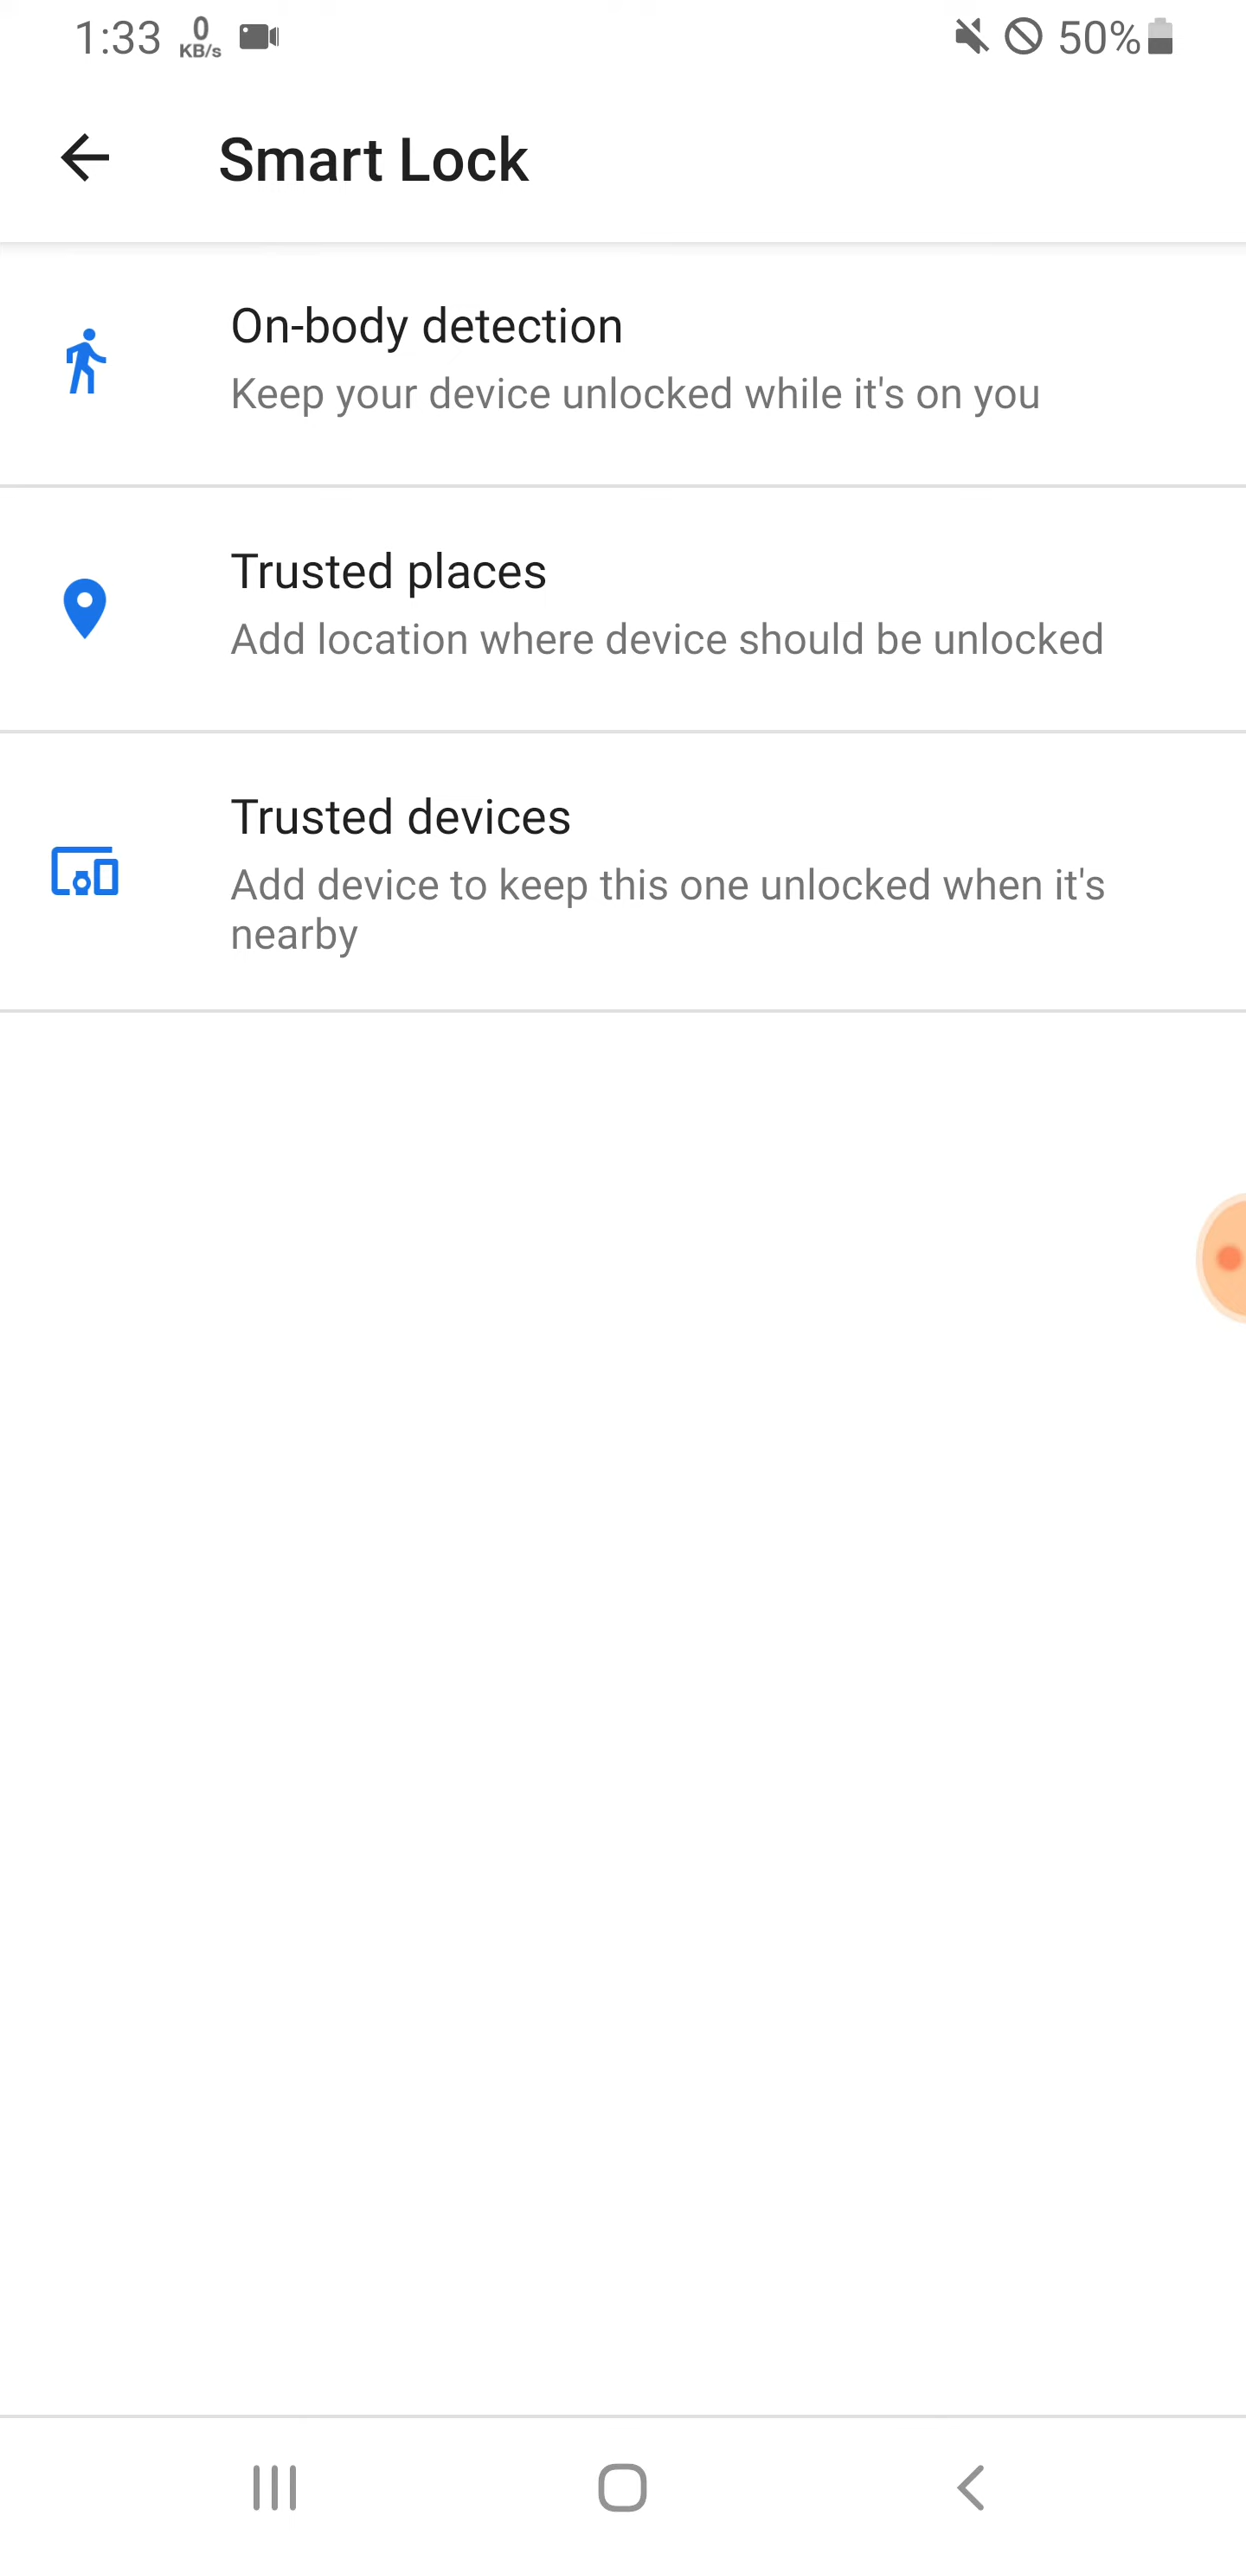 1:33 0 KB/s 50%
Smart Lock
On-body detection
Keep your device unlocked while it's on you
Trusted places
Add location where device should be unlocked
Trusted devices
Add device to keep this one unlocked when it's
nearby